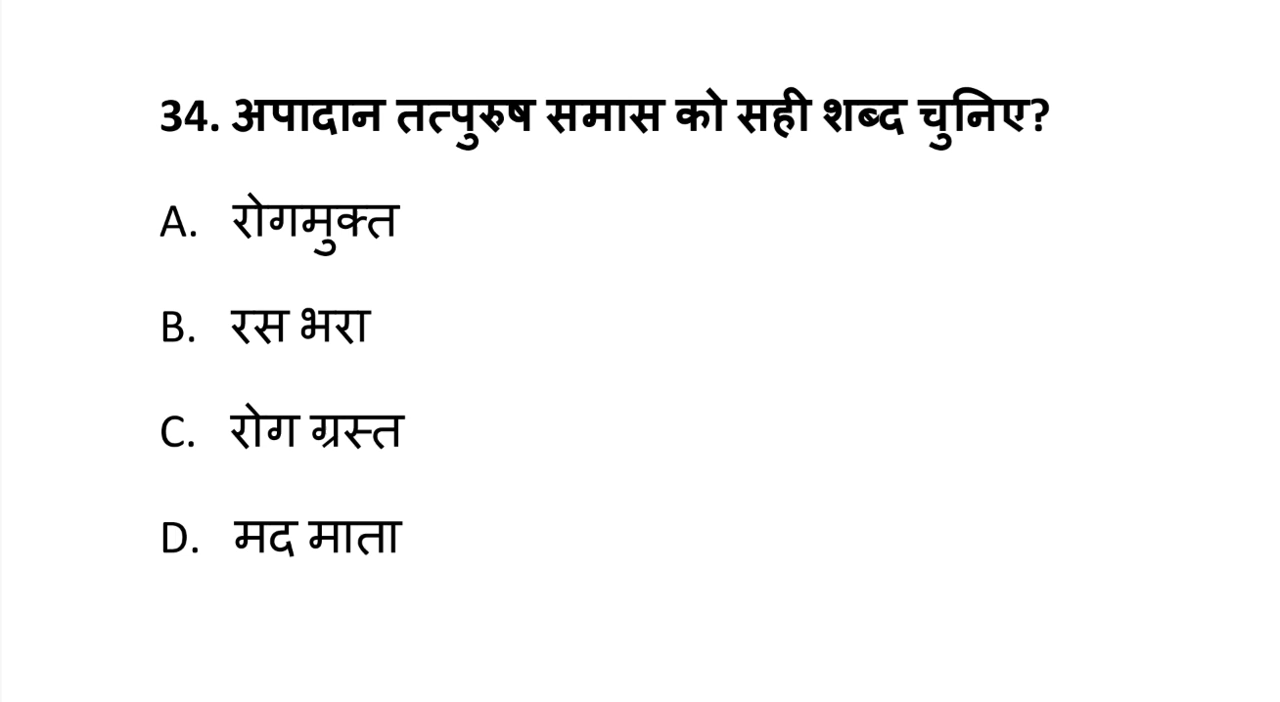 34. अपादान तत्पुरुष समास को सही शब्द चुनिए?
A. रोगमुक्त
B. रस भरा
C. रोग ग्रस्त
D. मद माता